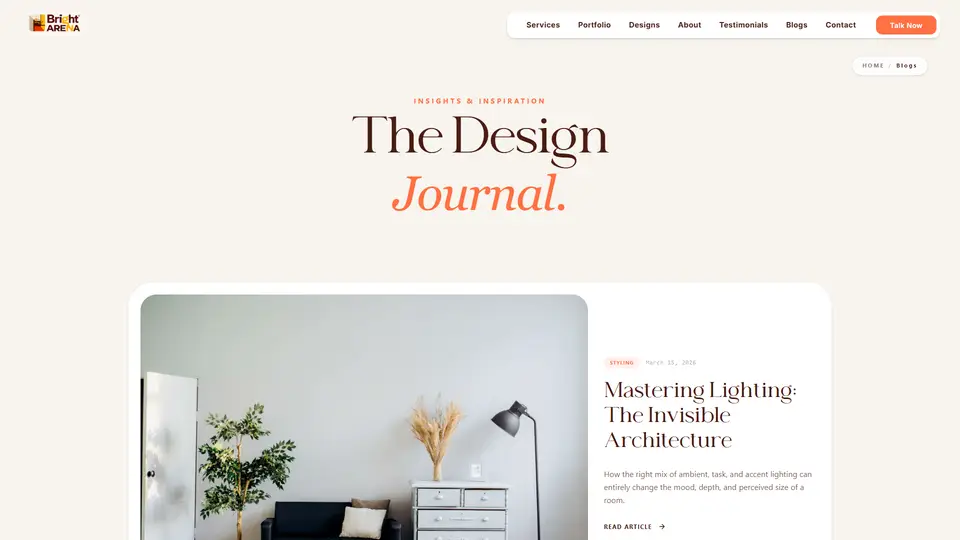 Bright
ARENA
Services
Portfolio
Designs
About
Testimonials
Blogs
Contact
Talk Now
HOME / Blogs
INSIGHTS & INSPIRATION
The Design
Journal.
STYLING
March 15, 2026
Mastering Lighting:
The Invisible
Architecture
How the right mix of ambient, task, and accent lighting can
entirely change the mood, depth, and perceived size of a
room.
READ ARTICLE →